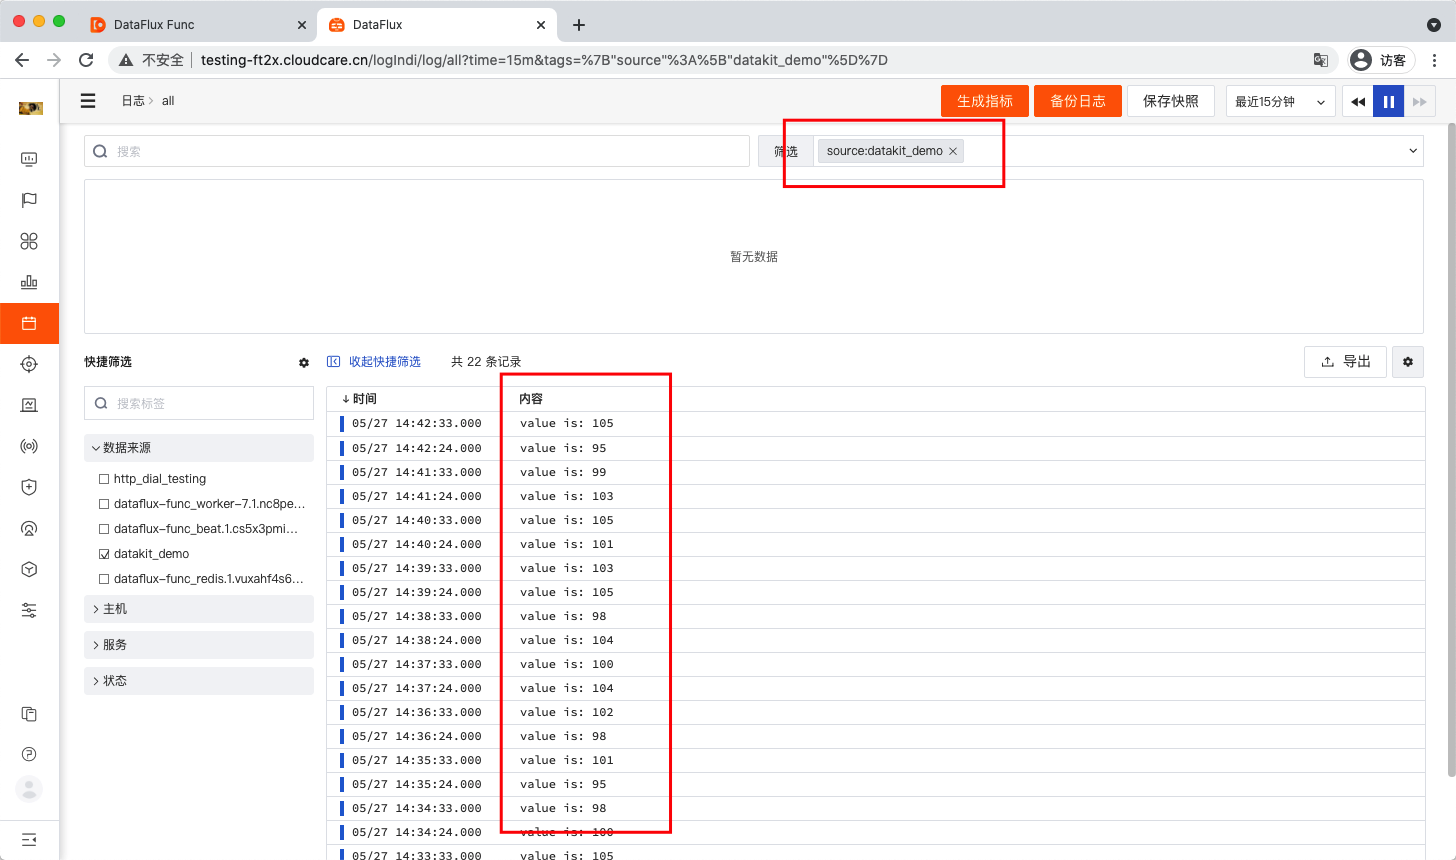 DataFlux Func
DataFlux
不安全
testing-ft2x.cloudcare.cn/logIndi/log/all?time=15m&tags=%7B"source"%3A%5B"datakit_demo"%5D%7D
访客
日志 all
生成指标
备份日志
保存快照
最近15分钟
搜索
筛选
source:datakit_demo
暂无数据
快捷筛选
收起快捷筛选
共 22 条记录
导出
搜索标签
数据来源
http_dial_testing
dataflux-func_worker-7.1.nc8pe...
dataflux-func_beat.1.cs5x3pmi...
datakit_demo
dataflux-func_redis.1.vuxahf4s6...
主机
服务
状态
时间 内容
05/27 14:42:33.000 value is: 105
05/27 14:42:24.000 value is: 95
05/27 14:41:33.000 value is: 99
05/27 14:41:24.000 value is: 103
05/27 14:40:33.000 value is: 105
05/27 14:40:24.000 value is: 101
05/27 14:39:33.000 value is: 103
05/27 14:39:24.000 value is: 105
05/27 14:38:33.000 value is: 98
05/27 14:38:24.000 value is: 104
05/27 14:37:33.000 value is: 100
05/27 14:37:24.000 value is: 104
05/27 14:36:33.000 value is: 102
05/27 14:36:24.000 value is: 98
05/27 14:35:33.000 value is: 101
05/27 14:35:24.000 value is: 95
05/27 14:34:33.000 value is: 98
05/27 14:34:24.000 value is: 100
05/27 14:33:33.000 value is: 105